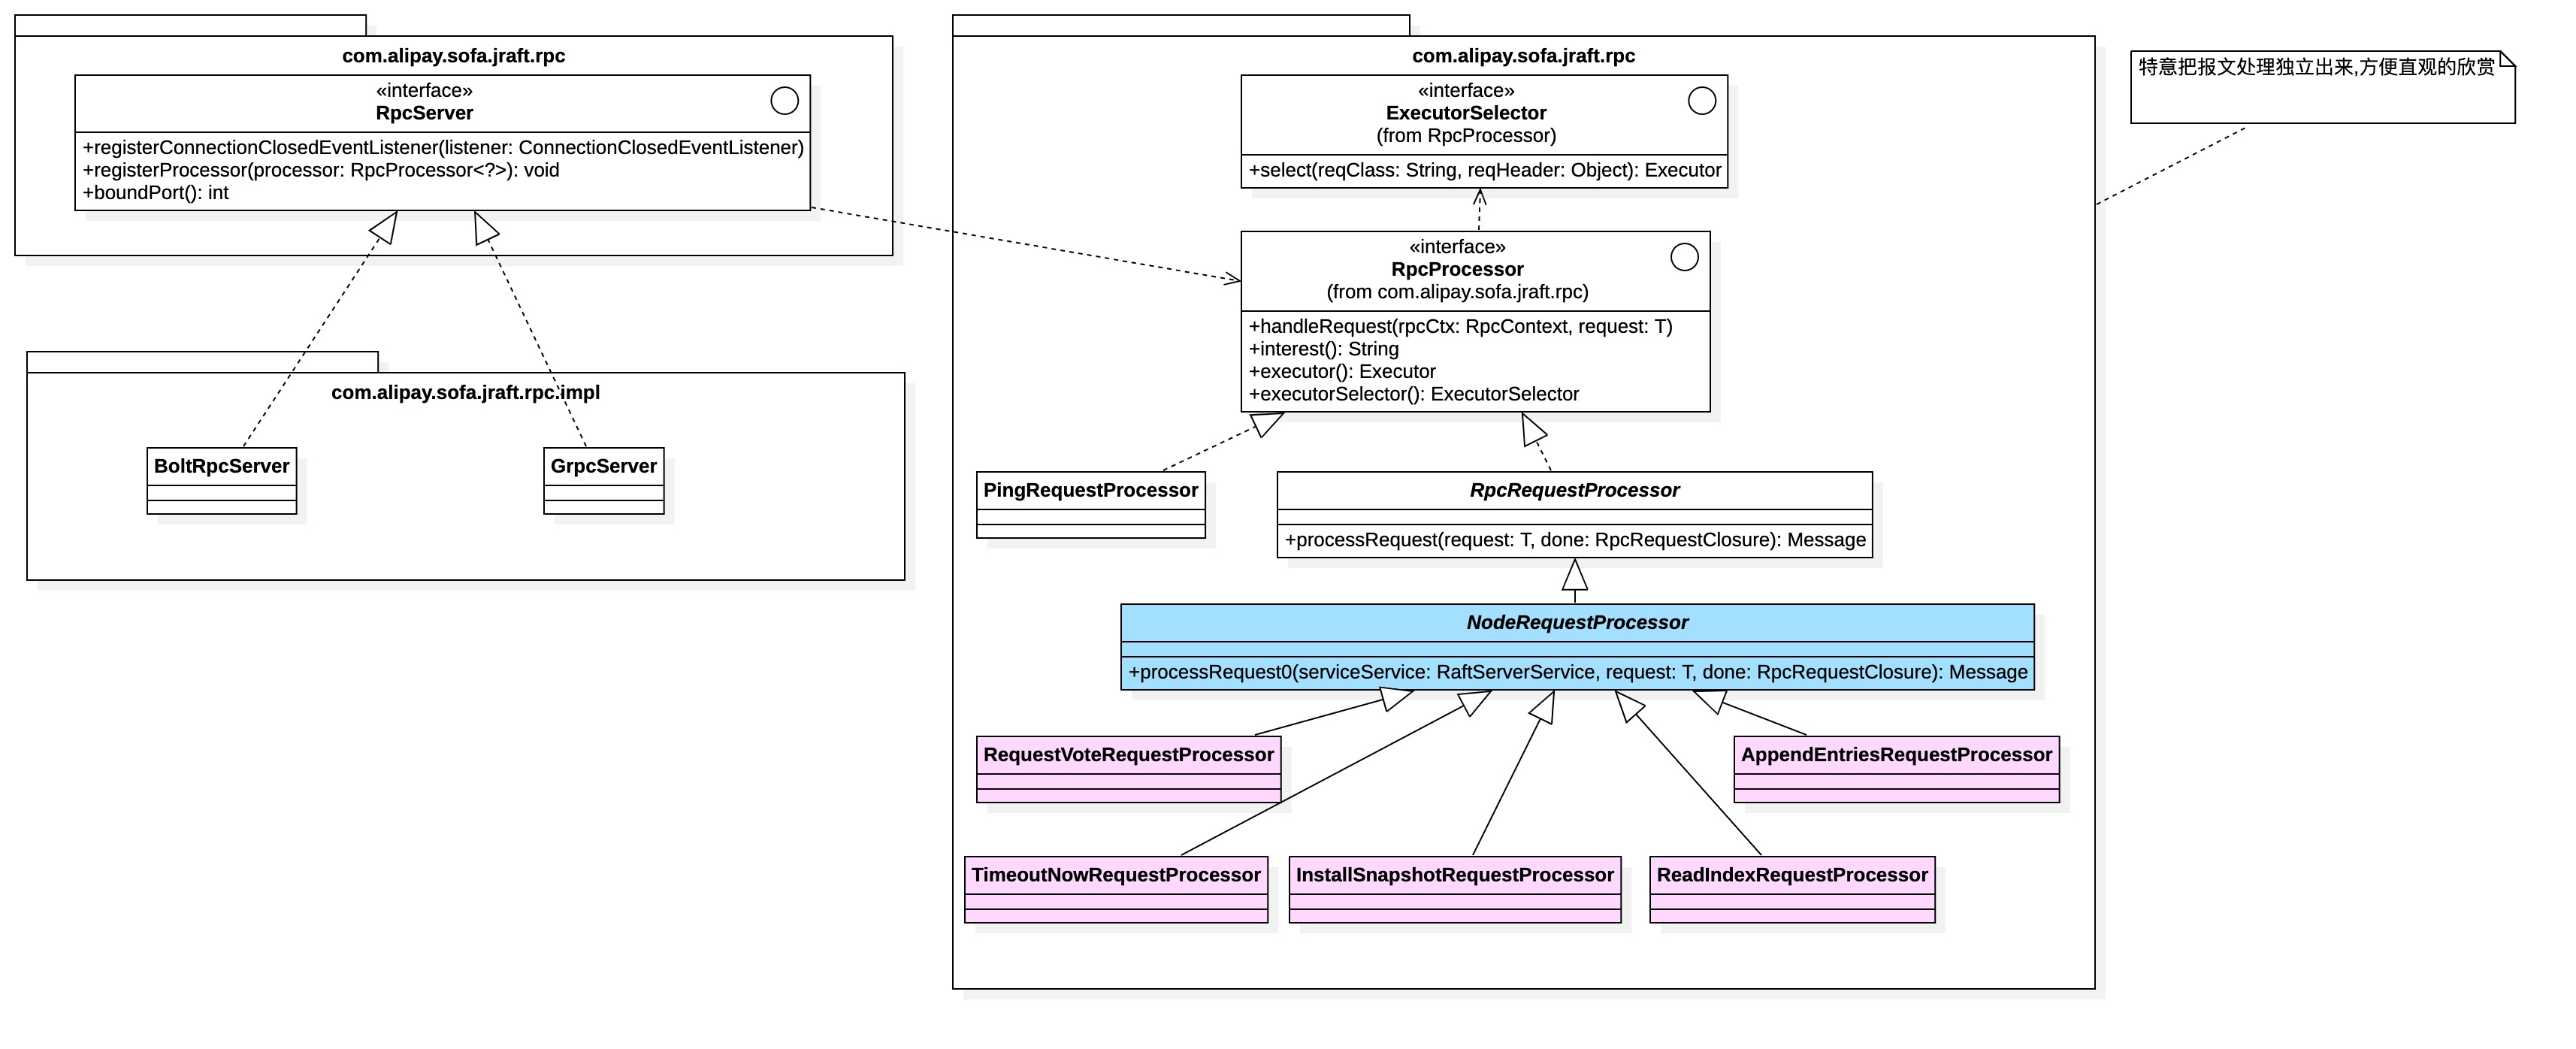 com.alipay.sofa.jraft.rpc
«interface»
RpcServer
+registerConnectionClosedEventListener(listener: ConnectionClosedEventListener)
+registerProcessor(processor: RpcProcessor<?>): void
+boundPort(): int
com.alipay.sofa.jraft.rpc.impl
BoltRpcServer
GrpcServer
com.alipay.sofa.jraft.rpc
«interface»
ExecutorSelector
(from RpcProcessor)
+select(reqClass: String, reqHeader: Object): Executor
«interface»
RpcProcessor
(from com.alipay.sofa.jraft.rpc)
+handleRequest(rpcCtx: RpcContext, request: T)
+interest(): String
+executor(): Executor
+executorSelector(): ExecutorSelector
PingRequestProcessor
RpcRequestProcessor
+processRequest(request: T, done: RpcRequestClosure): Message
NodeRequestProcessor
+processRequest0(serviceService: RaftServerService, request: T, done: RpcRequestClosure): Message
RequestVoteRequestProcessor
AppendEntriesRequestProcessor
TimeoutNowRequestProcessor
InstallSnapshotRequestProcessor
ReadIndexRequestProcessor
特意把报文处理独立出来,方便直观的欣赏